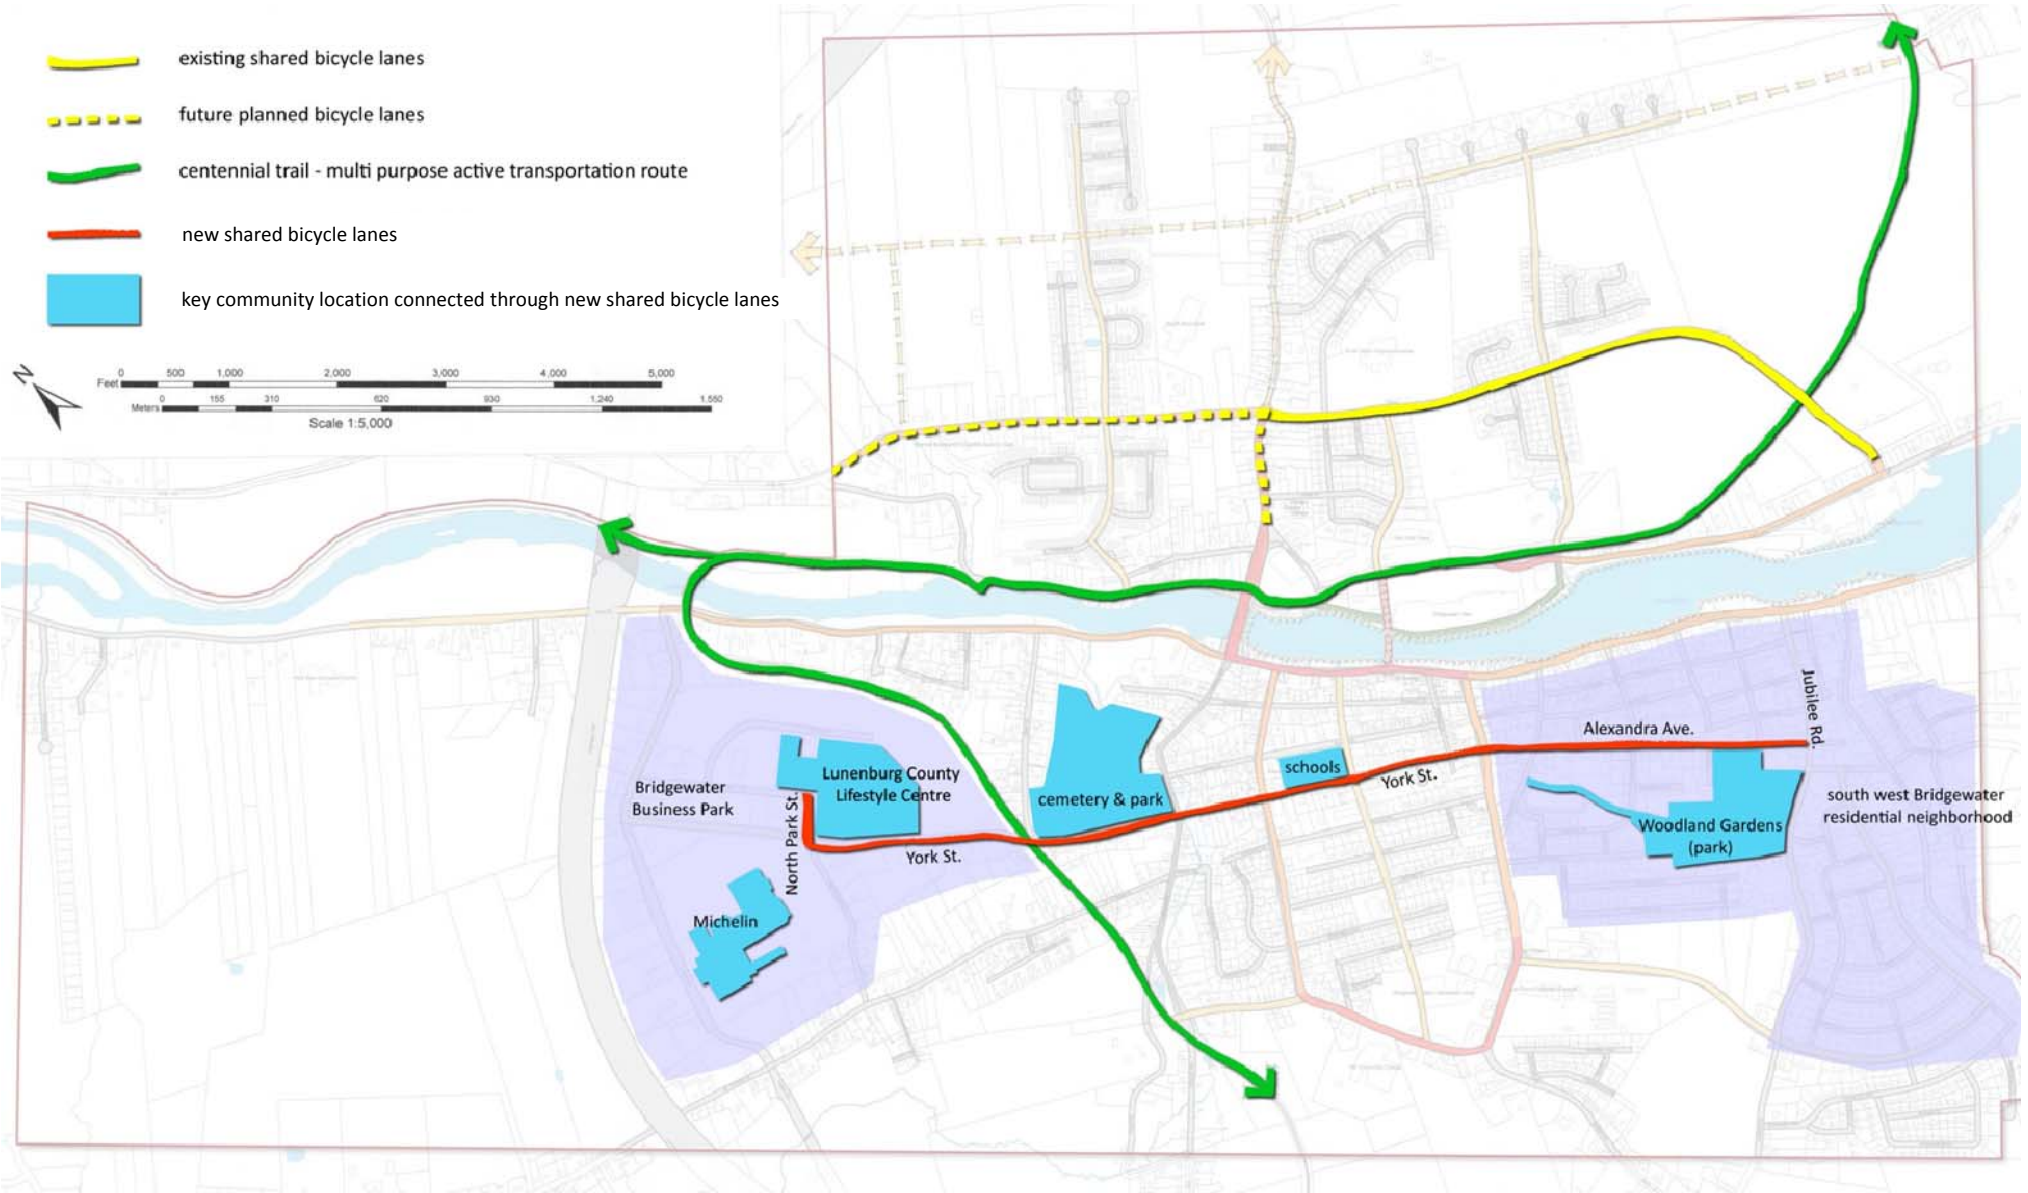 existing shared bicycle lanes
future planned bicycle lanes
centennial trail - multi purpose active transportation route
new shared bicycle lanes
key community location connected through new shared bicycle lanes
N
Feet 0 500 1,000 2,000 3,000 4,000 5,000
Meters 0 155 310 620 930 1,240 1,550
Scale 1:5,000
Jubilee Rd.
Alexandra Ave.
Lunenburg County
Lifestyle Centre
schools
York St.
Bridgewater
Business Park
cemetery & park
south west Bridgewater
residential neighborhood
North Park St.
Woodland Gardens
(park)
York St.
Michelin